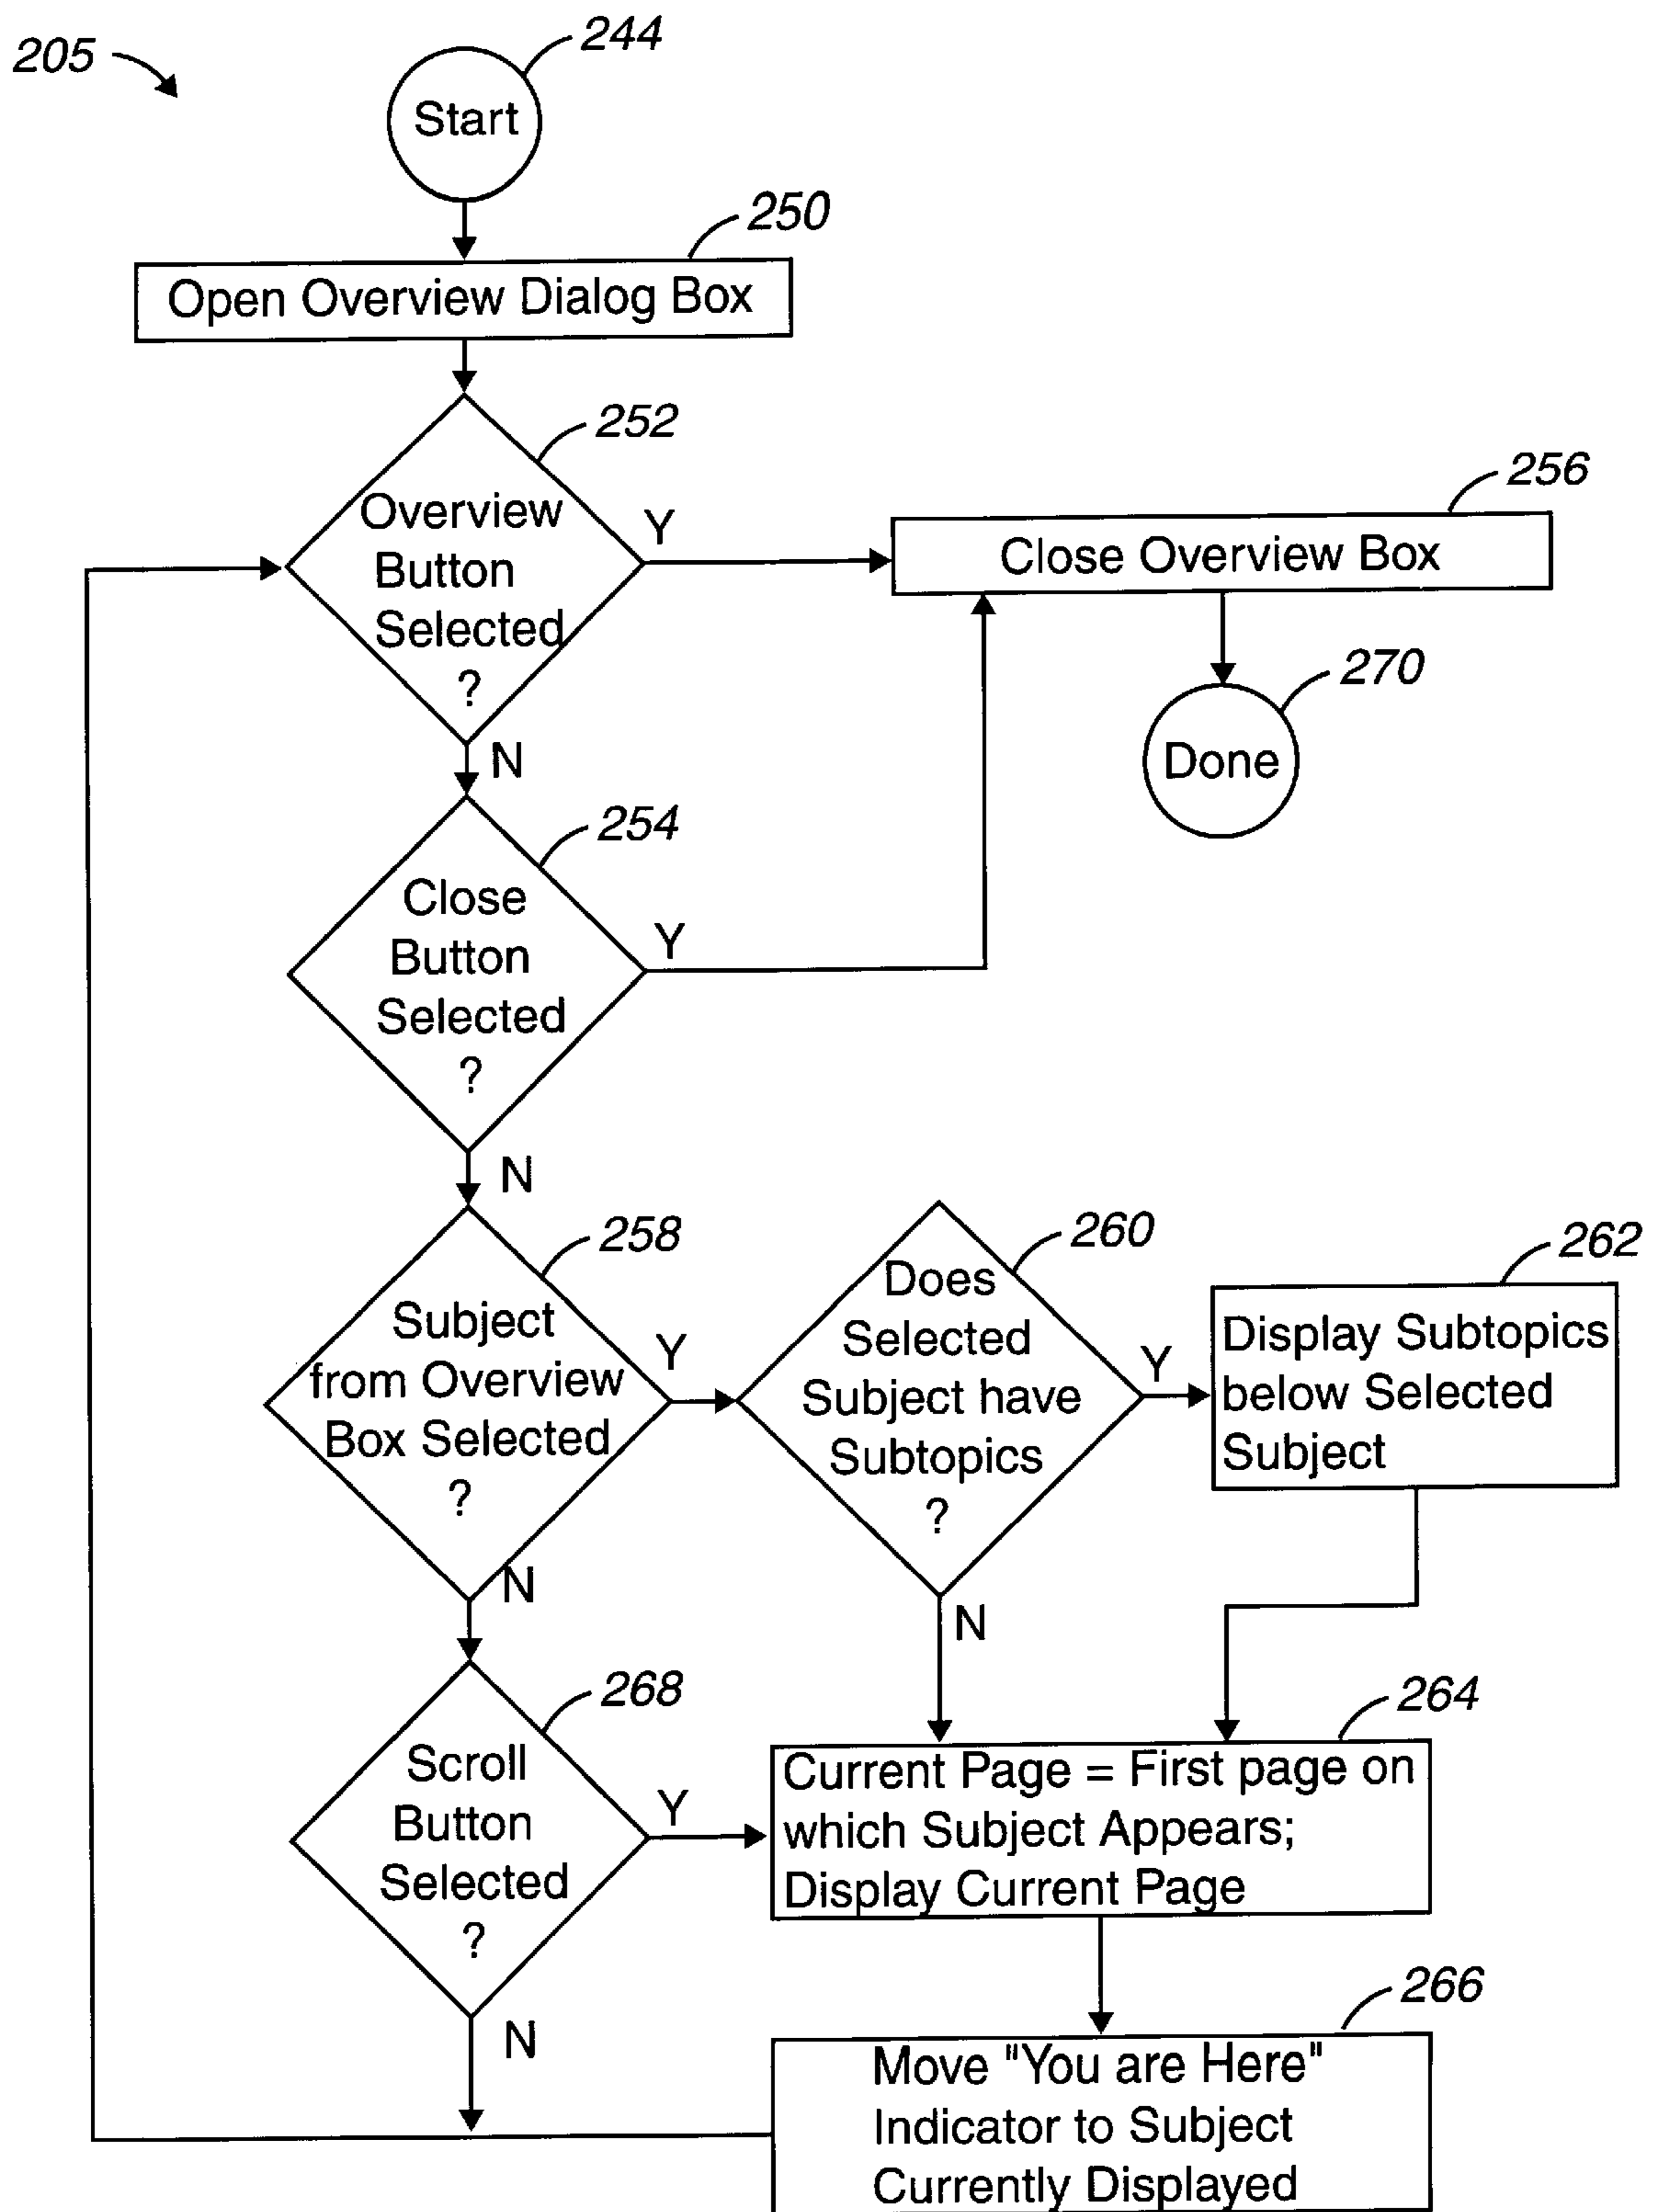 205
244
Start
250
Open Overview Dialog Box
252
Overview
Button
Selected
?
Y
N
256
Close Overview Box
270
Done
254
Close
Button
Selected
?
Y
N
258
Subject
from Overview
Box Selected
?
Y
N
260
Does
Selected
Subject have
Subtopics
?
Y
N
262
Display Subtopics
below Selected
Subject
268
Scroll
Button
Selected
?
Y
N
264
Current Page = First page on
which Subject Appears;
Display Current Page
266
Move "You are Here"
Indicator to Subject
Currently Displayed